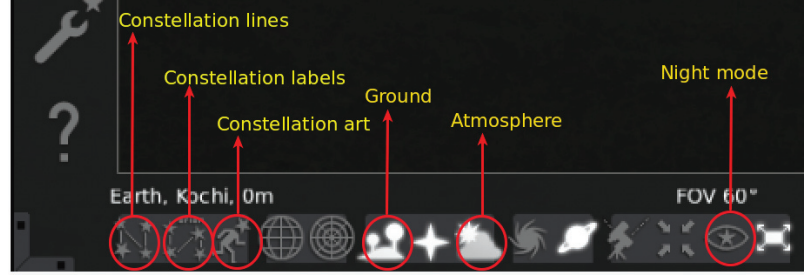 Constellation lines
Constellation labels
Constellation art
Ground
Atmosphere
Night mode
Earth, Kochi, 0m
FOV 60°